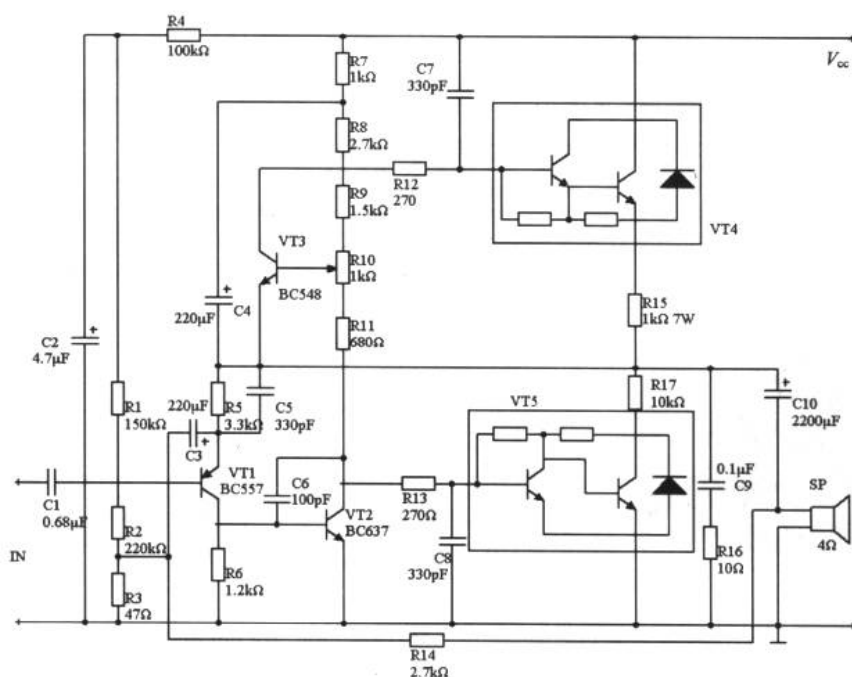 R4
100kΩ
R7
1kΩ
C7
330pF
Vcc
R8
2.7kΩ
R12
270
R9
1.5kΩ
VT4
VT3
R10
1kΩ
BC548
R15
1kΩ 7W
220μF
C4
R11
680Ω
C2
4.7μF
R17
10kΩ
C10
2200μF
R1
150kΩ
220μF
R5
3.3kΩ
C5
330pF
VT5
C3
VT1
BC557
C6
100pF
0.1μF
C9
SP
C1
0.68μF
R13
270Ω
VT2
BC637
R2
220kΩ
4Ω
IN
R6
1.2kΩ
C8
330pF
R16
10Ω
R3
47Ω
R14
2.7kΩ